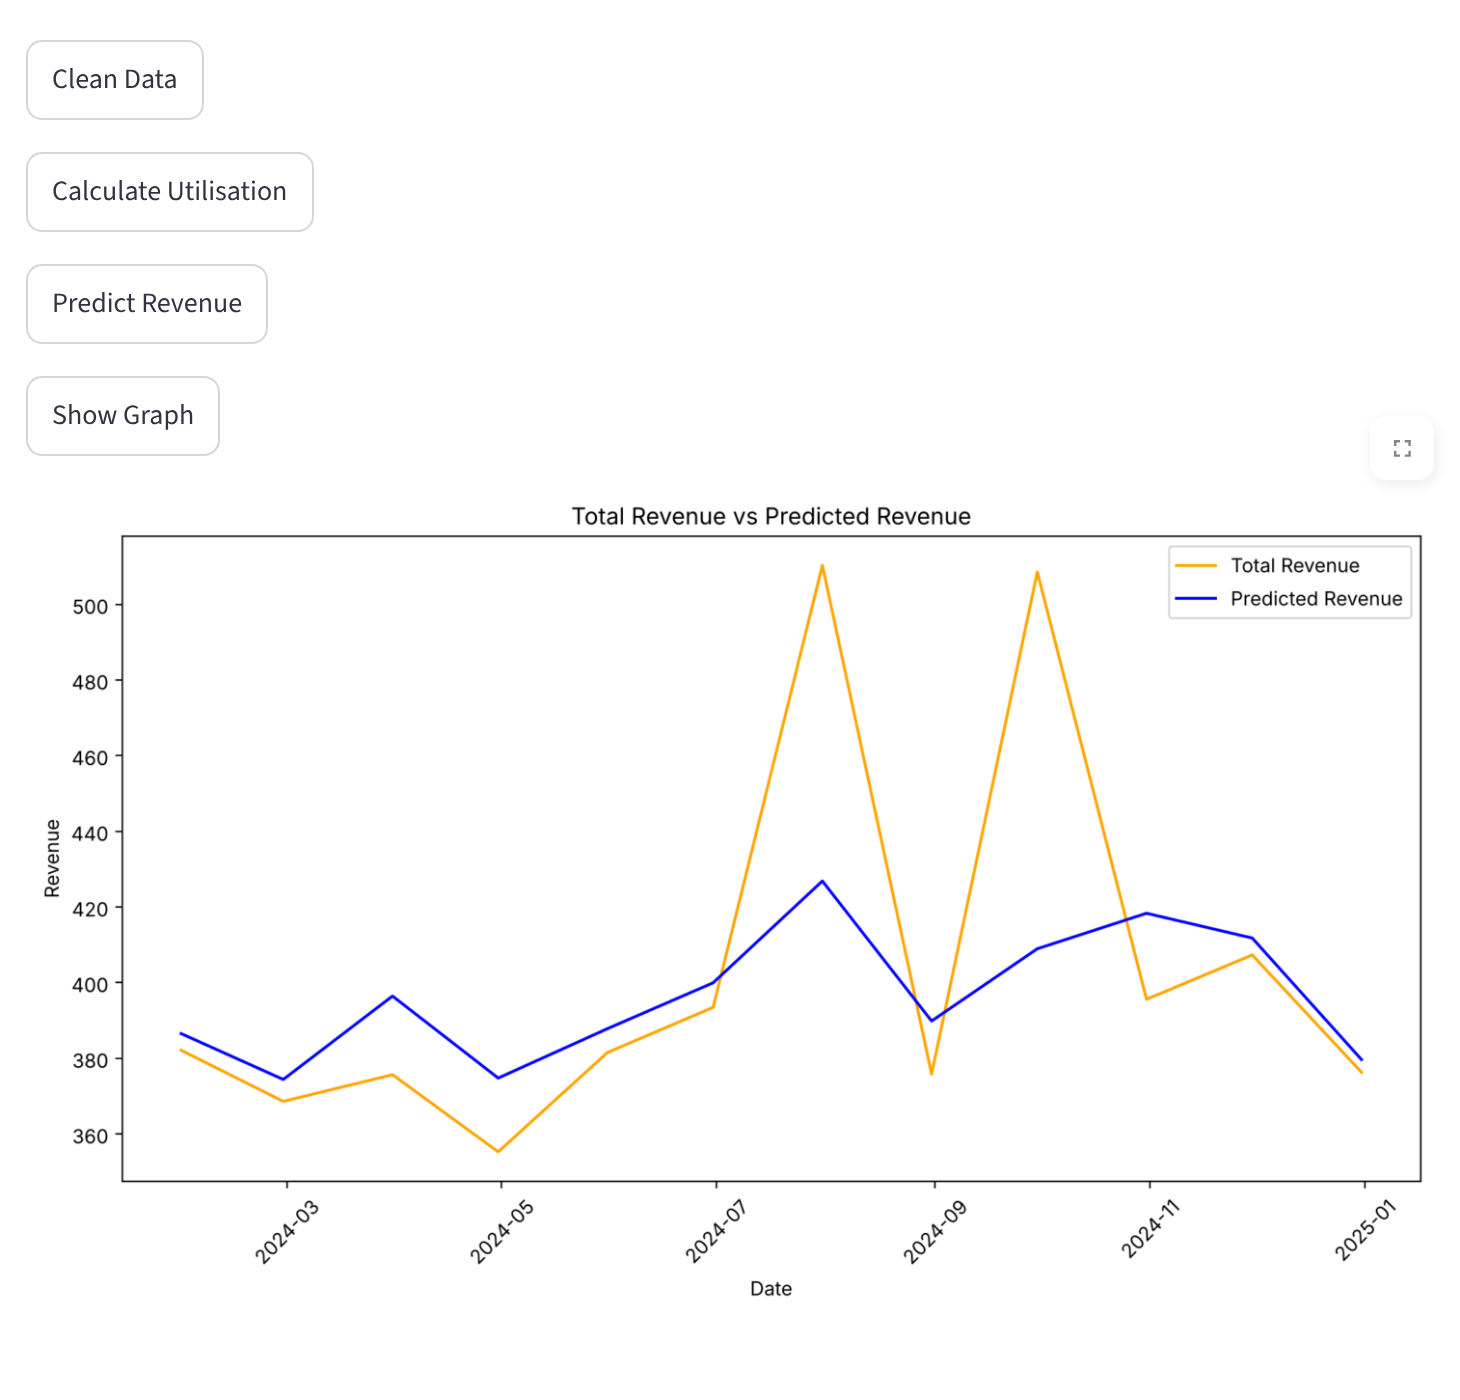 Clean Data
Calculate Utilisation
Predict Revenue
Show Graph
Total Revenue vs Predicted Revenue
Total Revenue
Predicted Revenue
500
480
460
440
420
400
380
360
Revenue
2024-03
2024-05
2024-07
2024-09
2024-11
2025-01
Date